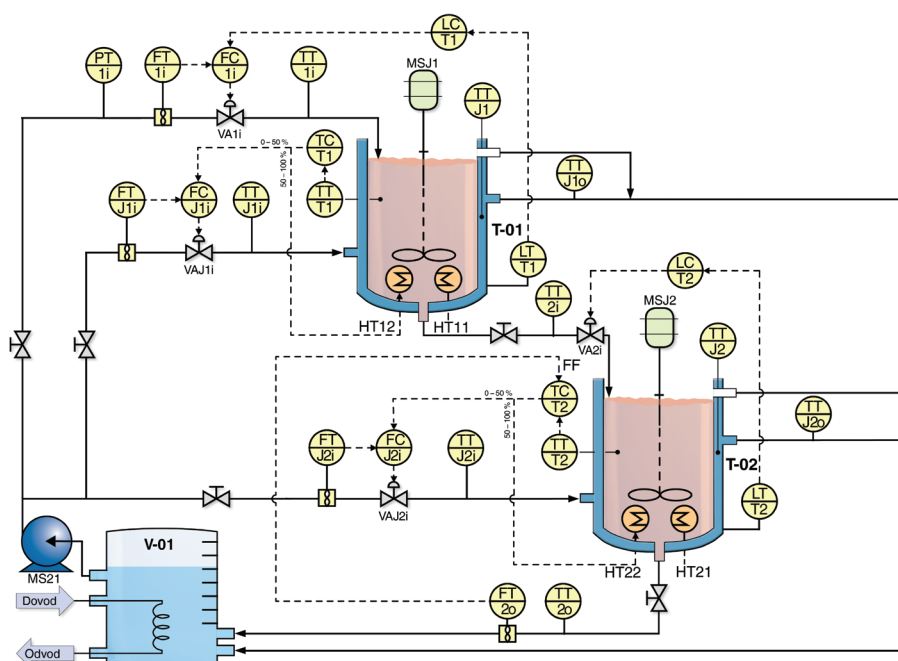 LC
T1
PT
1i
FT
1i
FC
1i
TT
1i
MSJ1
TT
J1
VA1i
0–50 %
50–100 %
TC
T1
TT
J1o
FT
J1i
FC
J1i
TT
J1i
TT
T1
T-01
VAJ1i
LT
T1
LC
T2
HT12
HT11
TT
2i
MSJ2
VA2i
TT
J2
FF
0–50 %
50–100 %
TC
T2
TT
J2o
FT
J2i
FC
J2i
TT
J2i
TT
T2
T-02
VAJ2i
LT
T2
V-01
MS21
HT22
HT21
Dovod
FT
2o
TT
2o
Odvod